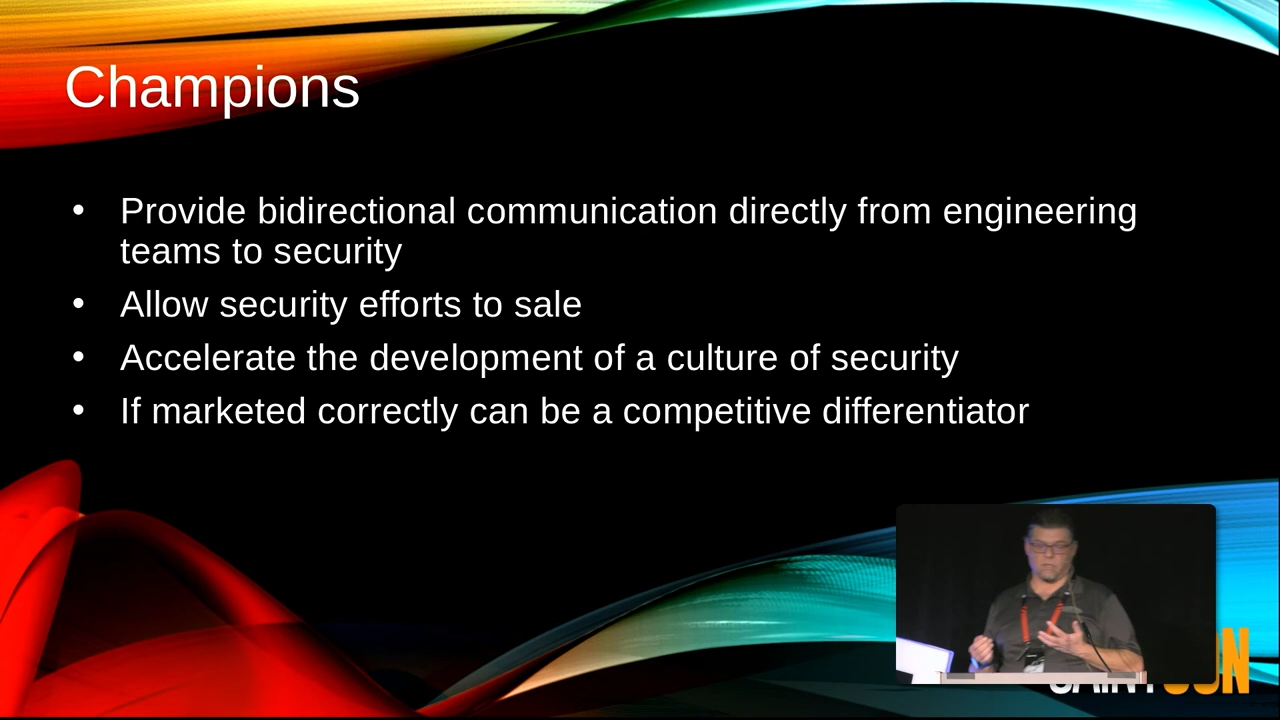 Champions
• Provide bidirectional communication directly from engineering
teams to security
• Allow security efforts to sale
• Accelerate the development of a culture of security
• If marketed correctly can be a competitive differentiator